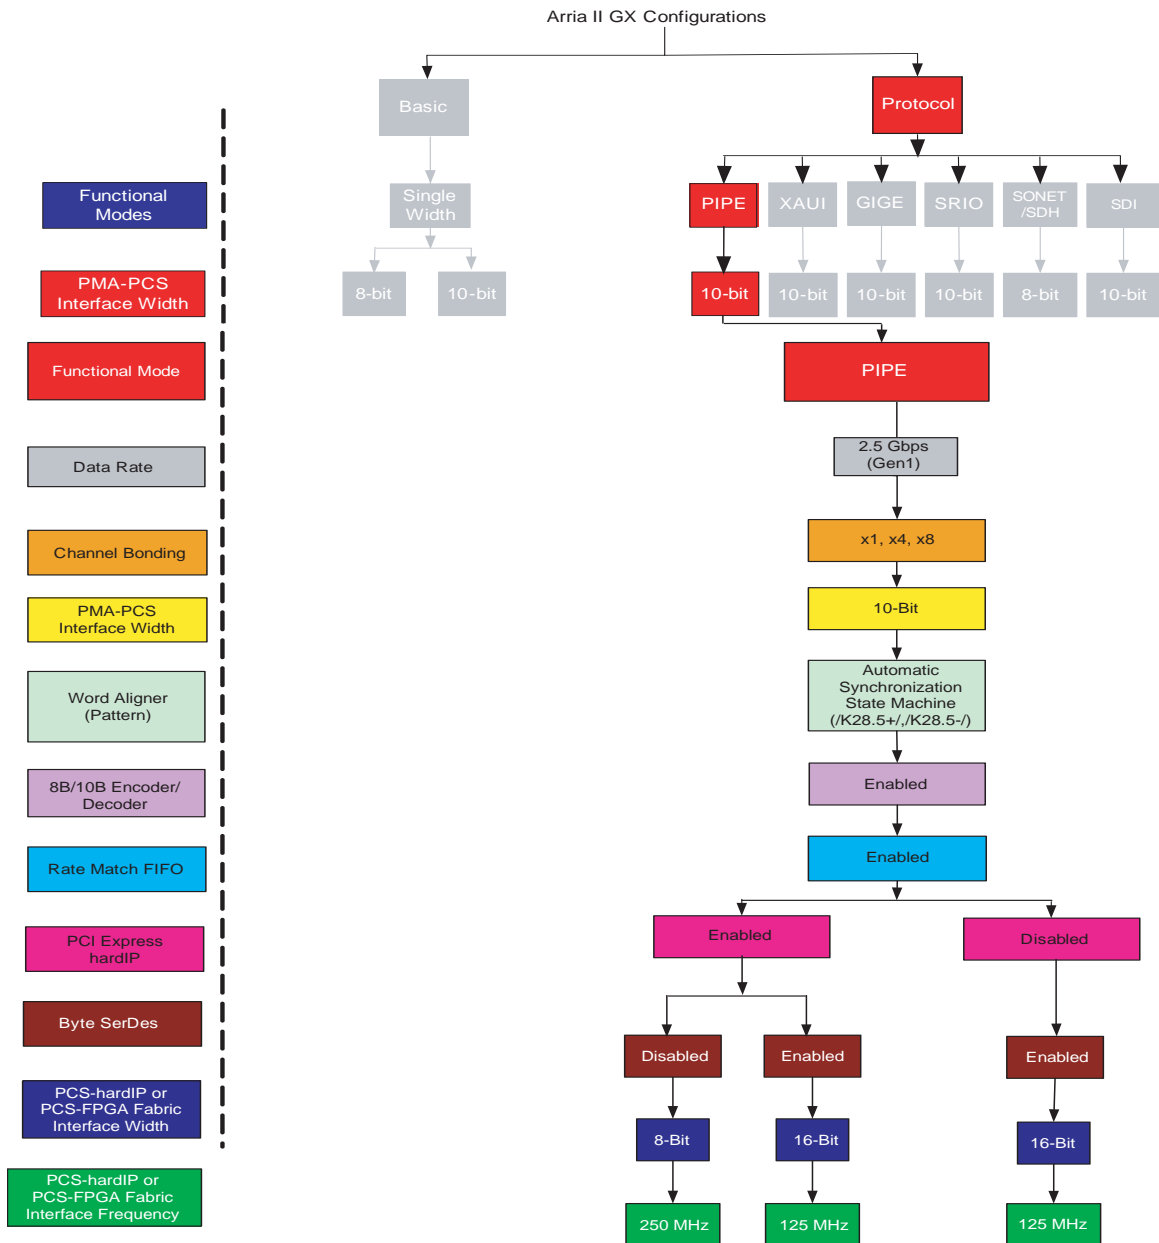 Arria II GX Configurations
Basic
Protocol
Functional
Modes
Single
Width
PIPE
XAUI
GIGE
SRIO
SONET
/SDH
SDI
PMA-PCS
Interface Width
8-bit
10-bit
10-bit
10-bit
10-bit
10-bit
8-bit
10-bit
Functional Mode
PIPE
Data Rate
2.5 Gbps
(Gen1)
Channel Bonding
x1, x4, x8
PMA-PCS
Interface Width
10-Bit
Word Aligner
(Pattern)
Automatic
Synchronization
State Machine
(/K28.5+/,/K28.5-/)
8B/10B Encoder/
Decoder
Enabled
Rate Match FIFO
Enabled
PCI Express
hardIP
Enabled
Disabled
Byte SerDes
Disabled
Enabled
Enabled
PCS-hardIP or
PCS-FPGA Fabric
Interface Width
8-Bit
16-Bit
16-Bit
PCS-hardIP or
PCS-FPGA Fabric
Interface Frequency
250 MHz
125 MHz
125 MHz